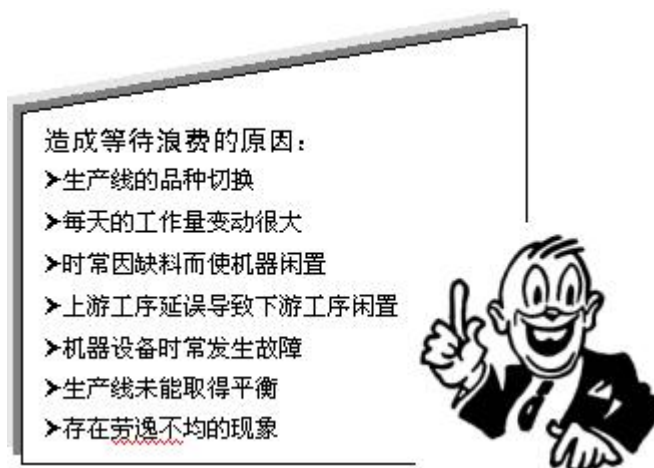 造成等待浪费的原因：
➤生产线的品种切换
➤每天的工作量变动很大
➤时常因缺料而使机器闲置
➤上游工序延误导致下游工序闲置
➤机器设备时常发生故障
➤生产线未能取得平衡
➤存在劳逸不均的现象